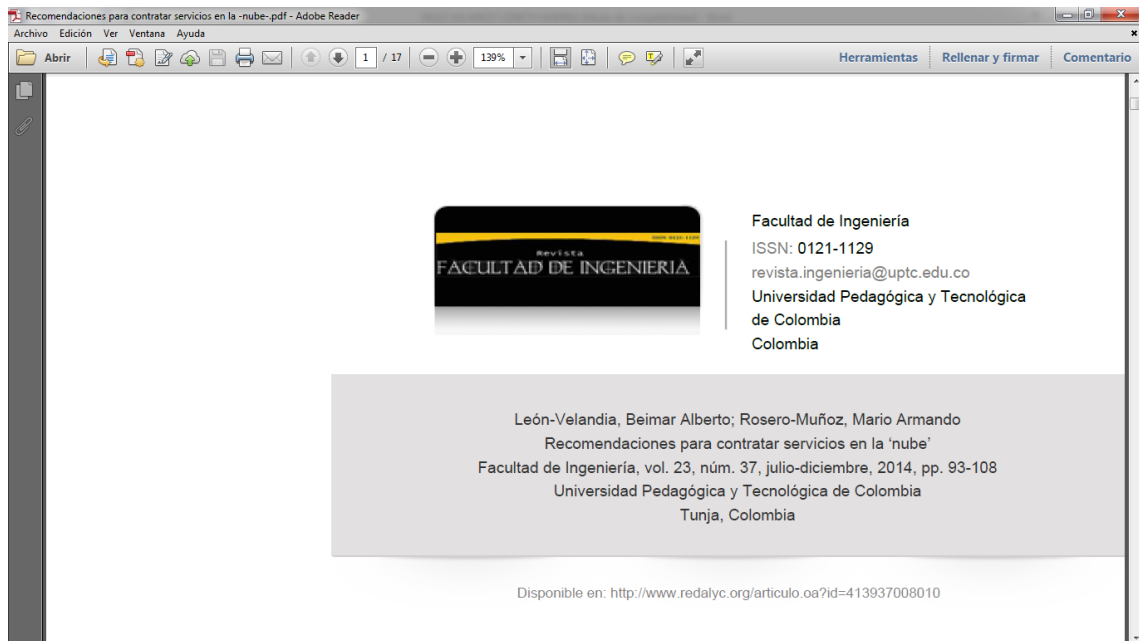 Recomendaciones para contratar servicios en la -nube-.pdf - Adobe Reader
Archivo Edición Ver Ventana Ayuda
Abrir 1 / 17 139% Herramientas Rellenar y firmar Comentario
ISSN 0121-1129
Revista
FACULTAD DE INGENIERIA
Facultad de Ingeniería
ISSN: 0121-1129
revista.ingenieria@uptc.edu.co
Universidad Pedagógica y Tecnológica
de Colombia
Colombia
León-Velandia, Beimar Alberto; Rosero-Muñoz, Mario Armando
Recomendaciones para contratar servicios en la ‘nube’
Facultad de Ingeniería, vol. 23, núm. 37, julio-diciembre, 2014, pp. 93-108
Universidad Pedagógica y Tecnológica de Colombia
Tunja, Colombia
Disponible en: http://www.redalyc.org/articulo.oa?id=413937008010